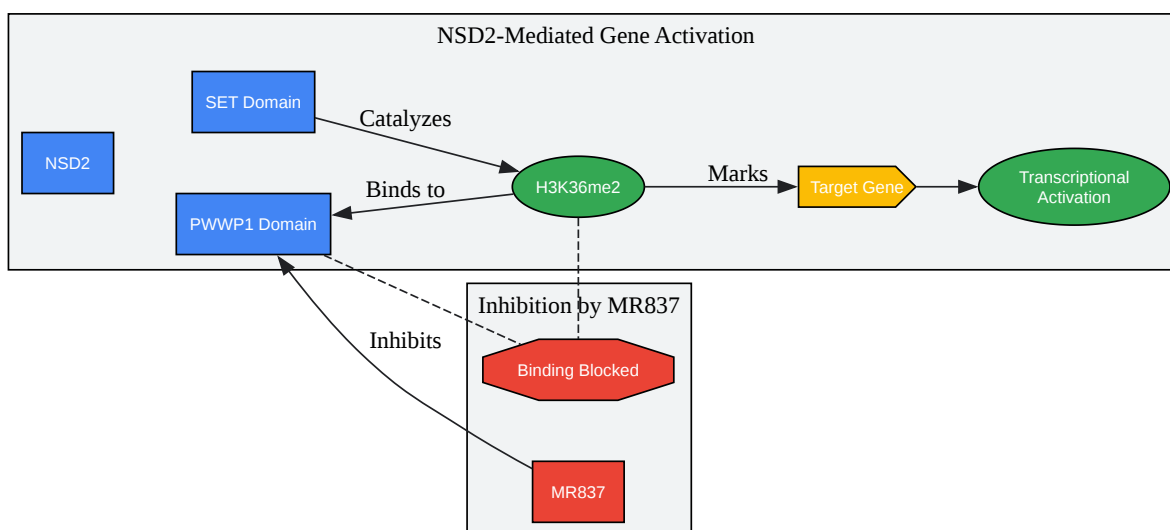 NSD2-Mediated Gene Activation
SET Domain
Catalyzes
NSD2
H3K36me2
Marks
Target Gene
Transcriptional
Activation
Binds to
PWWP1 Domain
Inhibition by MR837
Inhibits
Binding Blocked
MR837